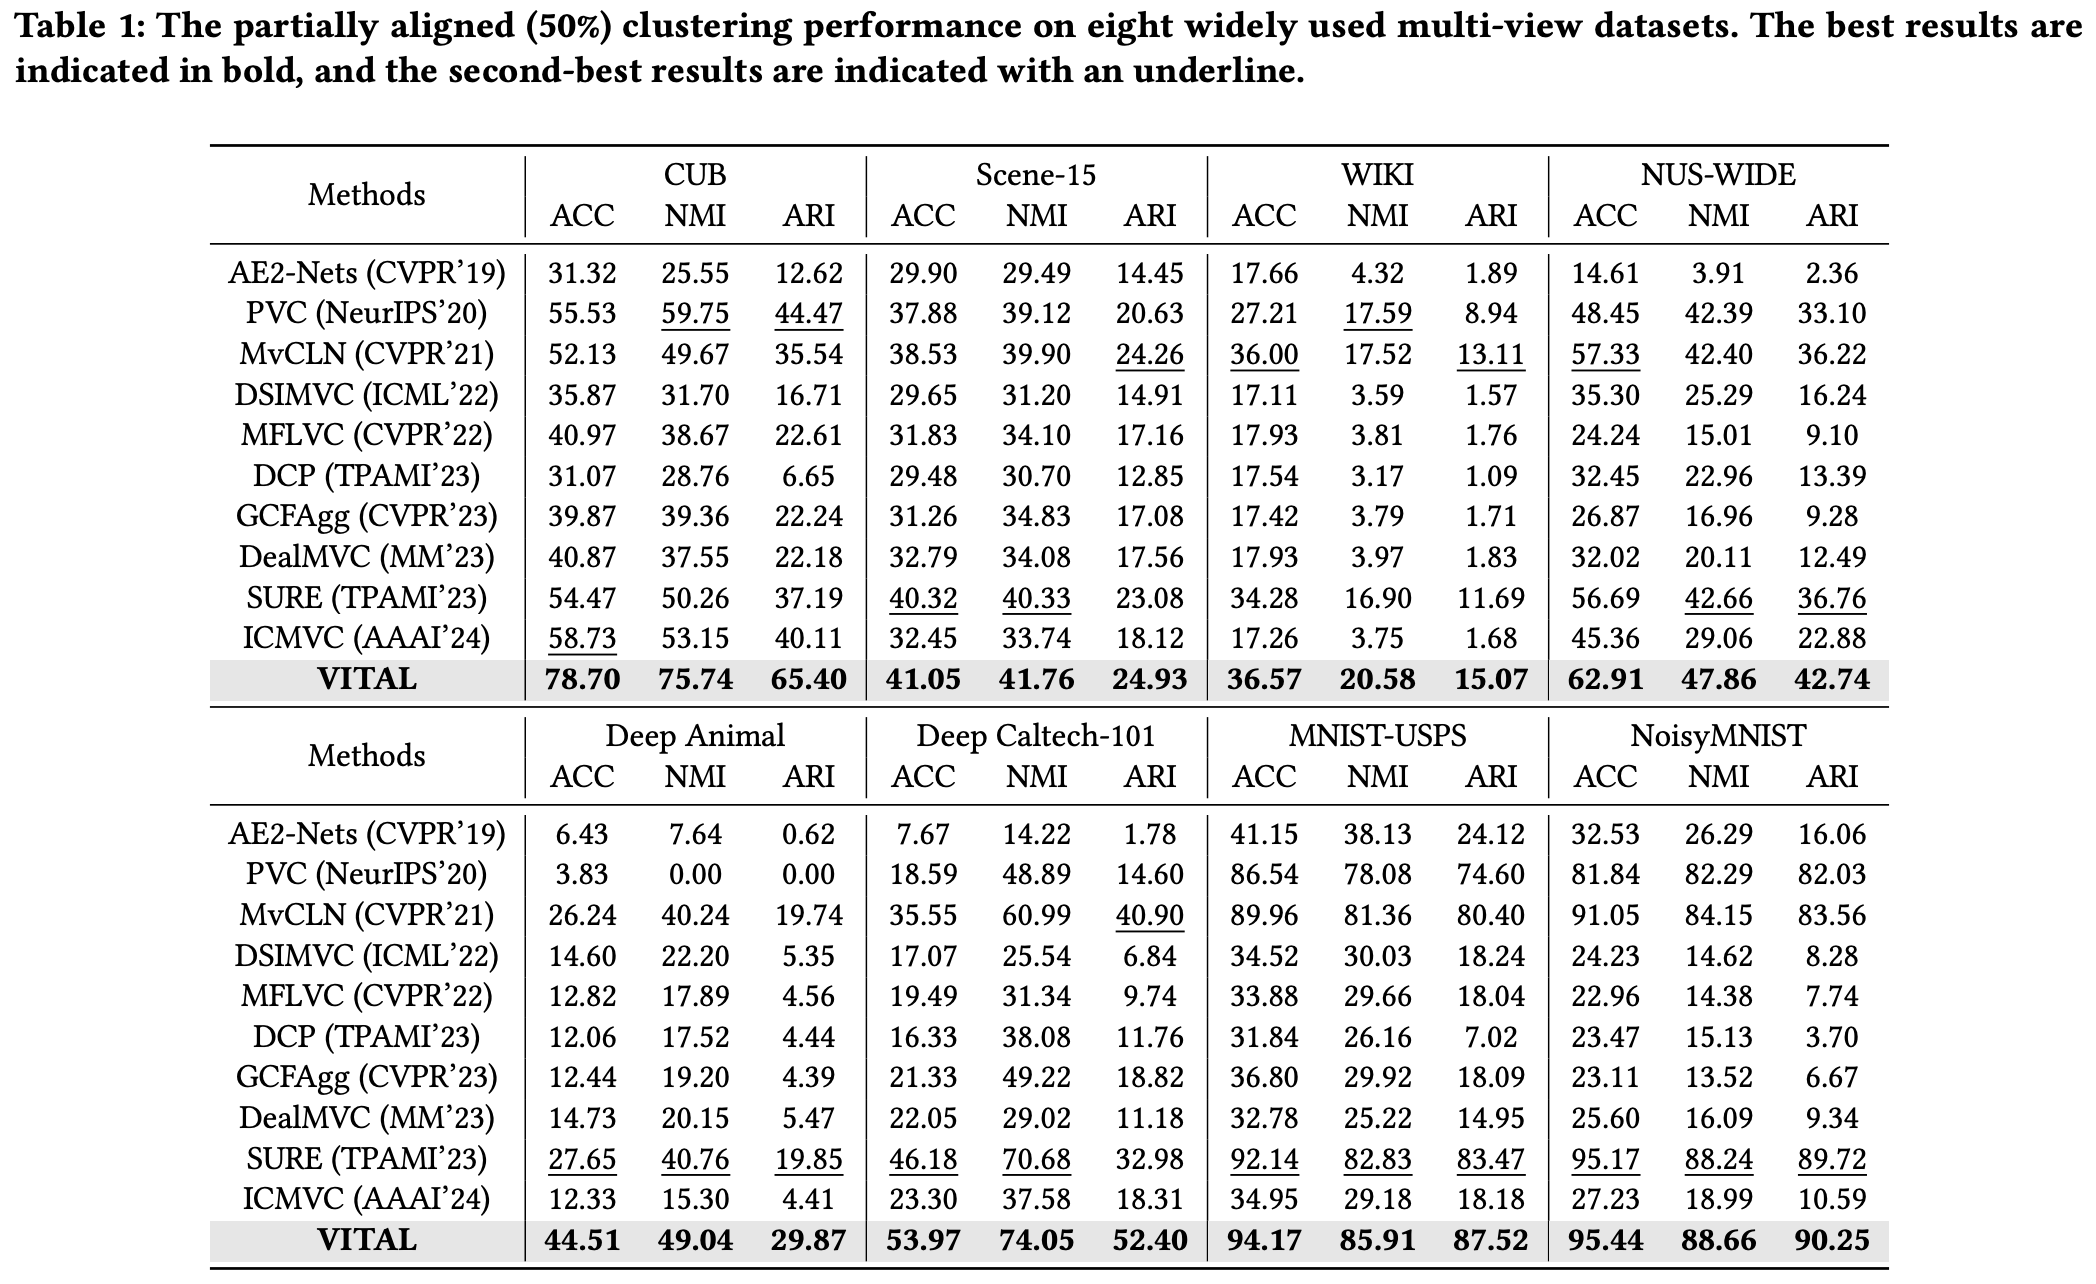 Table 1: The partially aligned (50%) clustering performance on eight widely used multi-view datasets. The best results are
indicated in bold, and the second-best results are indicated with an underline.
Methods CUB Scene-15 WIKI NUS-WIDE
ACC NMI ARI ACC NMI ARI ACC NMI ARI ACC NMI ARI
AE2-Nets (CVPR’19) 31.32 25.55 12.62 29.90 29.49 14.45 17.66 4.32 1.89 14.61 3.91 2.36
PVC (NeurIPS’20) 55.53 59.75 44.47 37.88 39.12 20.63 27.21 17.59 8.94 48.45 42.39 33.10
MvCLN (CVPR’21) 52.13 49.67 35.54 38.53 39.90 24.26 36.00 17.52 13.11 57.33 42.40 36.22
DSIMVC (ICML’22) 35.87 31.70 16.71 29.65 31.20 14.91 17.11 3.59 1.57 35.30 25.29 16.24
MFLVC (CVPR’22) 40.97 38.67 22.61 31.83 34.10 17.16 17.93 3.81 1.76 24.24 15.01 9.10
DCP (TPAMI’23) 31.07 28.76 6.65 29.48 30.70 12.85 17.54 3.17 1.09 32.45 22.96 13.39
GCFAgg (CVPR’23) 39.87 39.36 22.24 31.26 34.83 17.08 17.42 3.79 1.71 26.87 16.96 9.28
DealMVC (MM’23) 40.87 37.55 22.18 32.79 34.08 17.56 17.93 3.97 1.83 32.02 20.11 12.49
SURE (TPAMI’23) 54.47 50.26 37.19 40.32 40.33 23.08 34.28 16.90 11.69 56.69 42.66 36.76
ICMVC (AAAI’24) 58.73 53.15 40.11 32.45 33.74 18.12 17.26 3.75 1.68 45.36 29.06 22.88
VITAL 78.70 75.74 65.40 41.05 41.76 24.93 36.57 20.58 15.07 62.91 47.86 42.74
Methods Deep Animal Deep Caltech-101 MNIST-USPS NoisyMNIST
ACC NMI ARI ACC NMI ARI ACC NMI ARI ACC NMI ARI
AE2-Nets (CVPR’19) 6.43 7.64 0.62 7.67 14.22 1.78 41.15 38.13 24.12 32.53 26.29 16.06
PVC (NeurIPS’20) 3.83 0.00 0.00 18.59 48.89 14.60 86.54 78.08 74.60 81.84 82.29 82.03
MvCLN (CVPR’21) 26.24 40.24 19.74 35.55 60.99 40.90 89.96 81.36 80.40 91.05 84.15 83.56
DSIMVC (ICML’22) 14.60 22.20 5.35 17.07 25.54 6.84 34.52 30.03 18.24 24.23 14.62 8.28
MFLVC (CVPR’22) 12.82 17.89 4.56 19.49 31.34 9.74 33.88 29.66 18.04 22.96 14.38 7.74
DCP (TPAMI’23) 12.06 17.52 4.44 16.33 38.08 11.76 31.84 26.16 7.02 23.47 15.13 3.70
GCFAgg (CVPR’23) 12.44 19.20 4.39 21.33 49.22 18.82 36.80 29.92 18.09 23.11 13.52 6.67
DealMVC (MM’23) 14.73 20.15 5.47 22.05 29.02 11.18 32.78 25.22 14.95 25.60 16.09 9.34
SURE (TPAMI’23) 27.65 40.76 19.85 46.18 70.68 32.98 92.14 82.83 83.47 95.17 88.24 89.72
ICMVC (AAAI’24) 12.33 15.30 4.41 23.30 37.58 18.31 34.95 29.18 18.18 27.23 18.99 10.59
VITAL 44.51 49.04 29.87 53.97 74.05 52.40 94.17 85.91 87.52 95.44 88.66 90.25